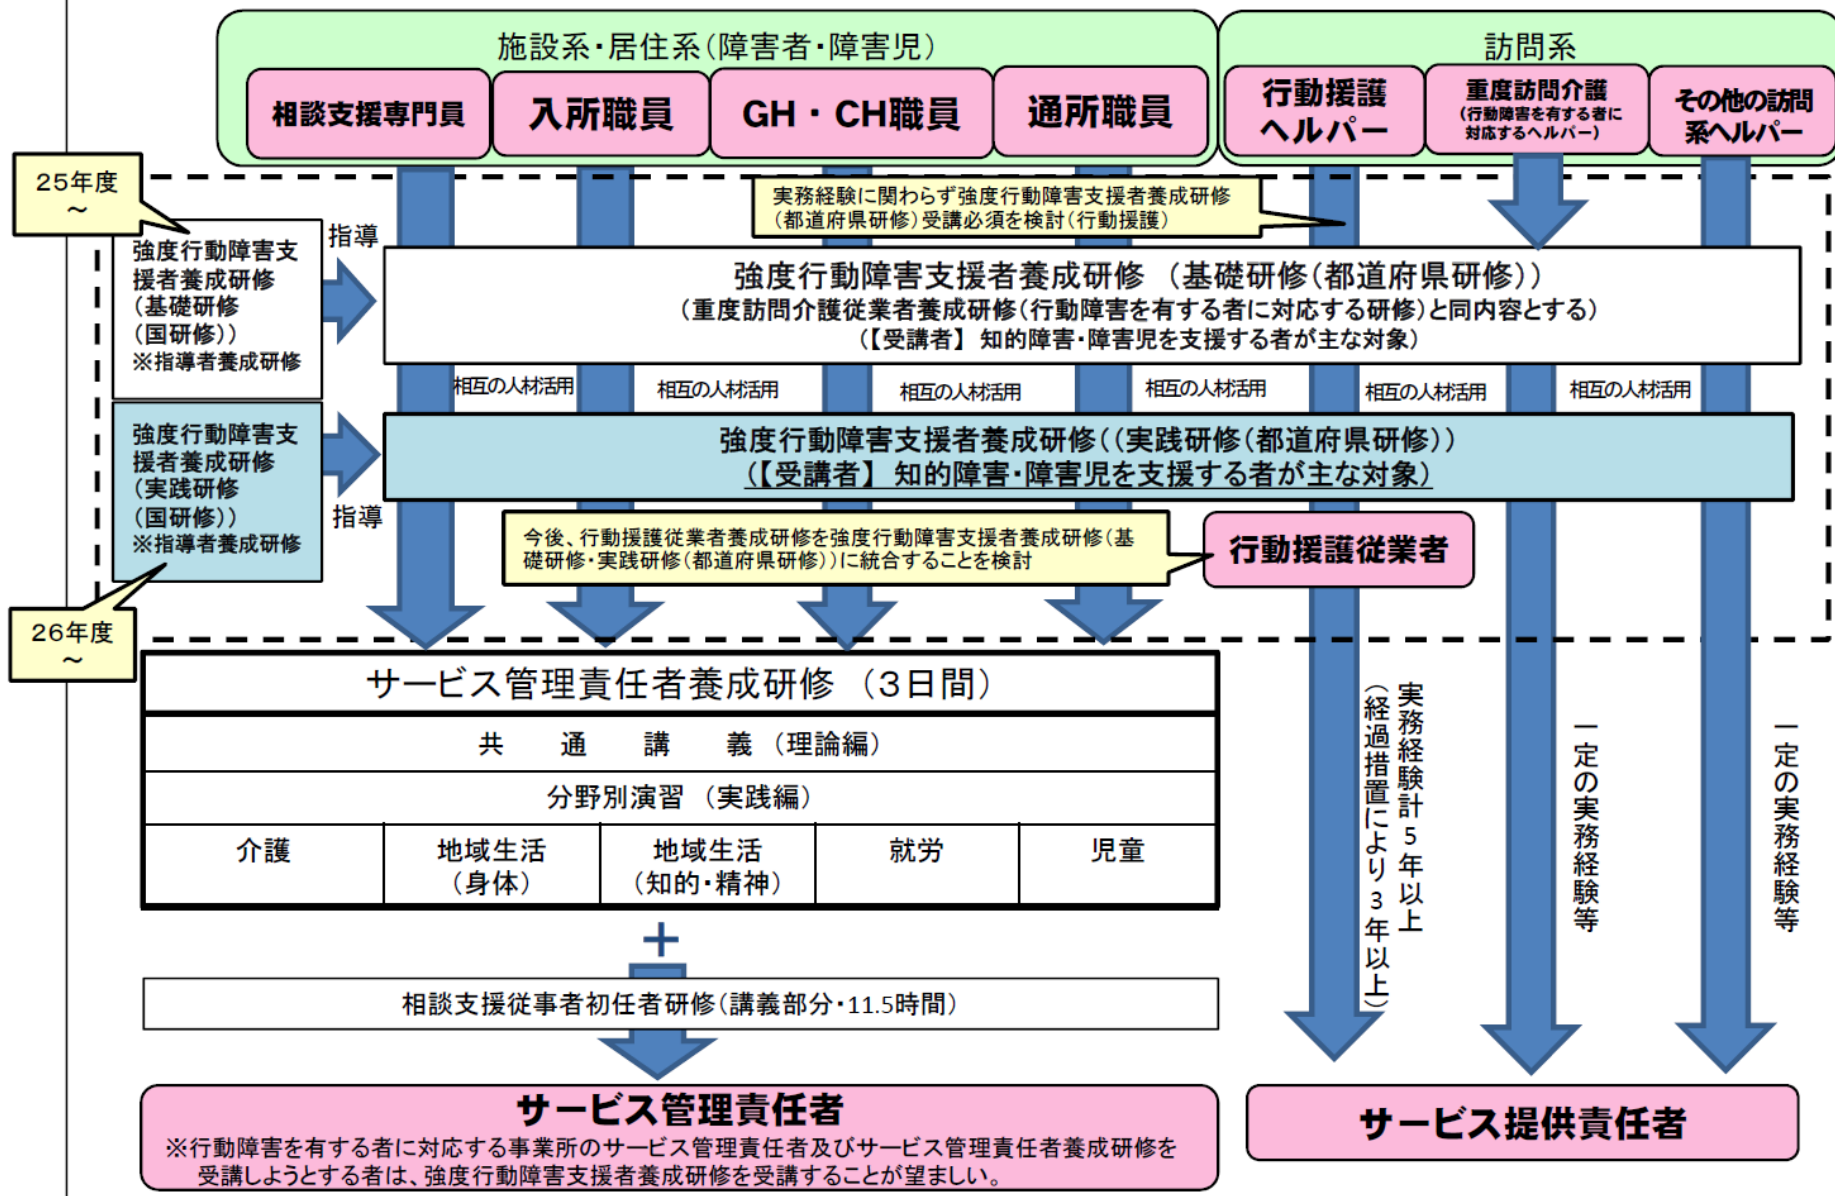 施設系・居住系(障害者・障害児)
訪問系
相談支援専門員
入所職員
GH・CH職員
通所職員
行動援護
ヘルパー
重度訪問介護
(行動障害を有する者に
対応するヘルパー)
その他の訪問
系ヘルパー
25年度
～
実務経験に関わらず強度行動障害支援者養成研修
(都道府県研修)受講必須を検討(行動援護)
強度行動障害支
援者養成研修
(基礎研修
(国研修))
※指導者養成研修
指導
強度行動障害支援者養成研修 (基礎研修(都道府県研修))
(重度訪問介護従業者養成研修(行動障害を有する者に対応する研修)と同内容とする)
(【受講者】 知的障害・障害児を支援する者が主な対象)
相互の人材活用
相互の人材活用
相互の人材活用
相互の人材活用
相互の人材活用
相互の人材活用
強度行動障害支
援者養成研修
(実践研修
(国研修))
※指導者養成研修
指導
強度行動障害支援者養成研修((実践研修(都道府県研修))
(【受講者】 知的障害・障害児を支援する者が主な対象)
今後、行動援護従業者養成研修を強度行動障害支援者養成研修(基
礎研修・実践研修(都道府県研修))に統合することを検討
行動援護従業者
26年度
～
サービス管理責任者養成研修 (3日間)
共 通 講 義 (理論編)
分野別演習 (実践編)
介護
地域生活
(身体)
地域生活
(知的・精神)
就労
児童
実務経験計5年以上
(経過措置により3年以上)
一定の実務経験等
一定の実務経験等
＋
相談支援従事者初任者研修(講義部分・11.5時間)
サービス管理責任者
※行動障害を有する者に対応する事業所のサービス管理責任者及びサービス管理責任者養成研修を
受講しようとする者は、強度行動障害支援者養成研修を受講することが望ましい。
サービス提供責任者